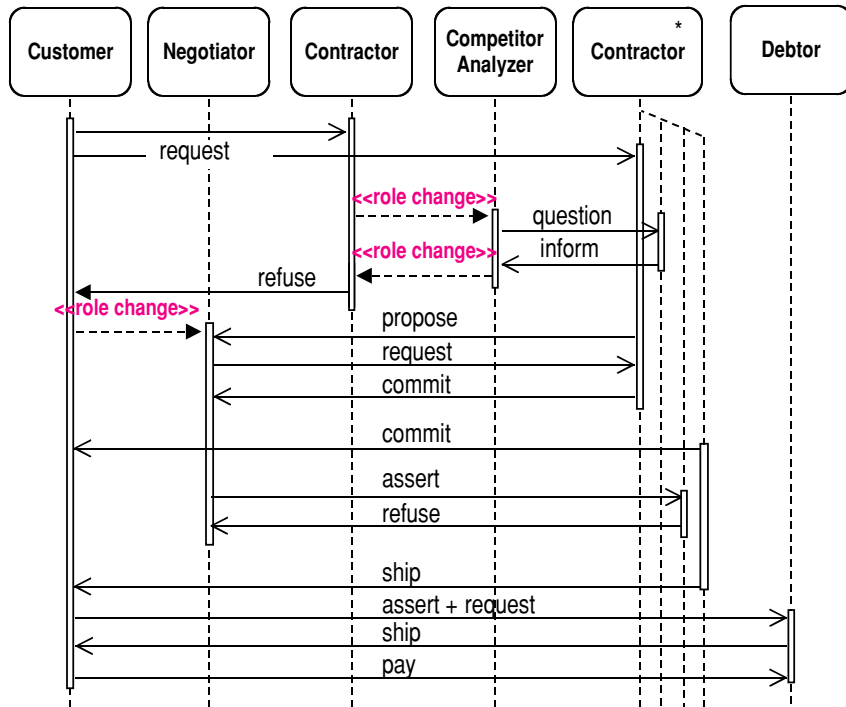 Customer
Negotiator
Contractor
Competitor
Analyzer
Contractor *
Debtor
request
<<role change>>
question
<<role change>>
inform
refuse
<<role change>>
propose
request
commit
commit
assert
refuse
ship
assert + request
ship
pay